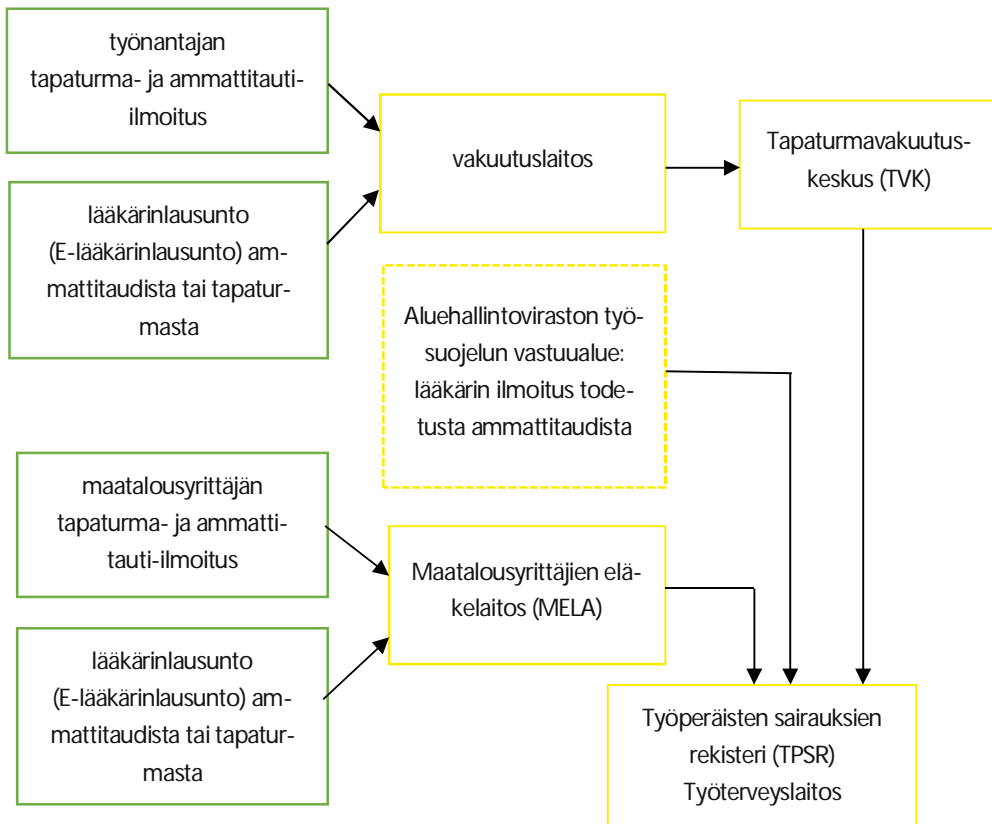 työnantajan
tapaturma- ja ammattitauti-
ilmoitus
lääkärinlausunto
(E-lääkärinlausunto) am-
mattitaudista tai tapatur-
masta
vakuutuslaitos
Tapaturmavakuutus-
keskus (TVK)
Aluehallintoviraston työ-
suojelun vastuualue:
lääkärin ilmoitus tode-
tusta ammattitaudista
maatalousyrittäjän
tapaturma- ja ammatti-
tauti-ilmoitus
lääkärinlausunto
(E-lääkärinlausunto) am-
mattitaudista tai tapatur-
masta
Maatalousyrittäjien elä-
kelaitos (MELA)
Työperäisten sairauksien
rekisteri (TPSR)
Työterveyslaitos